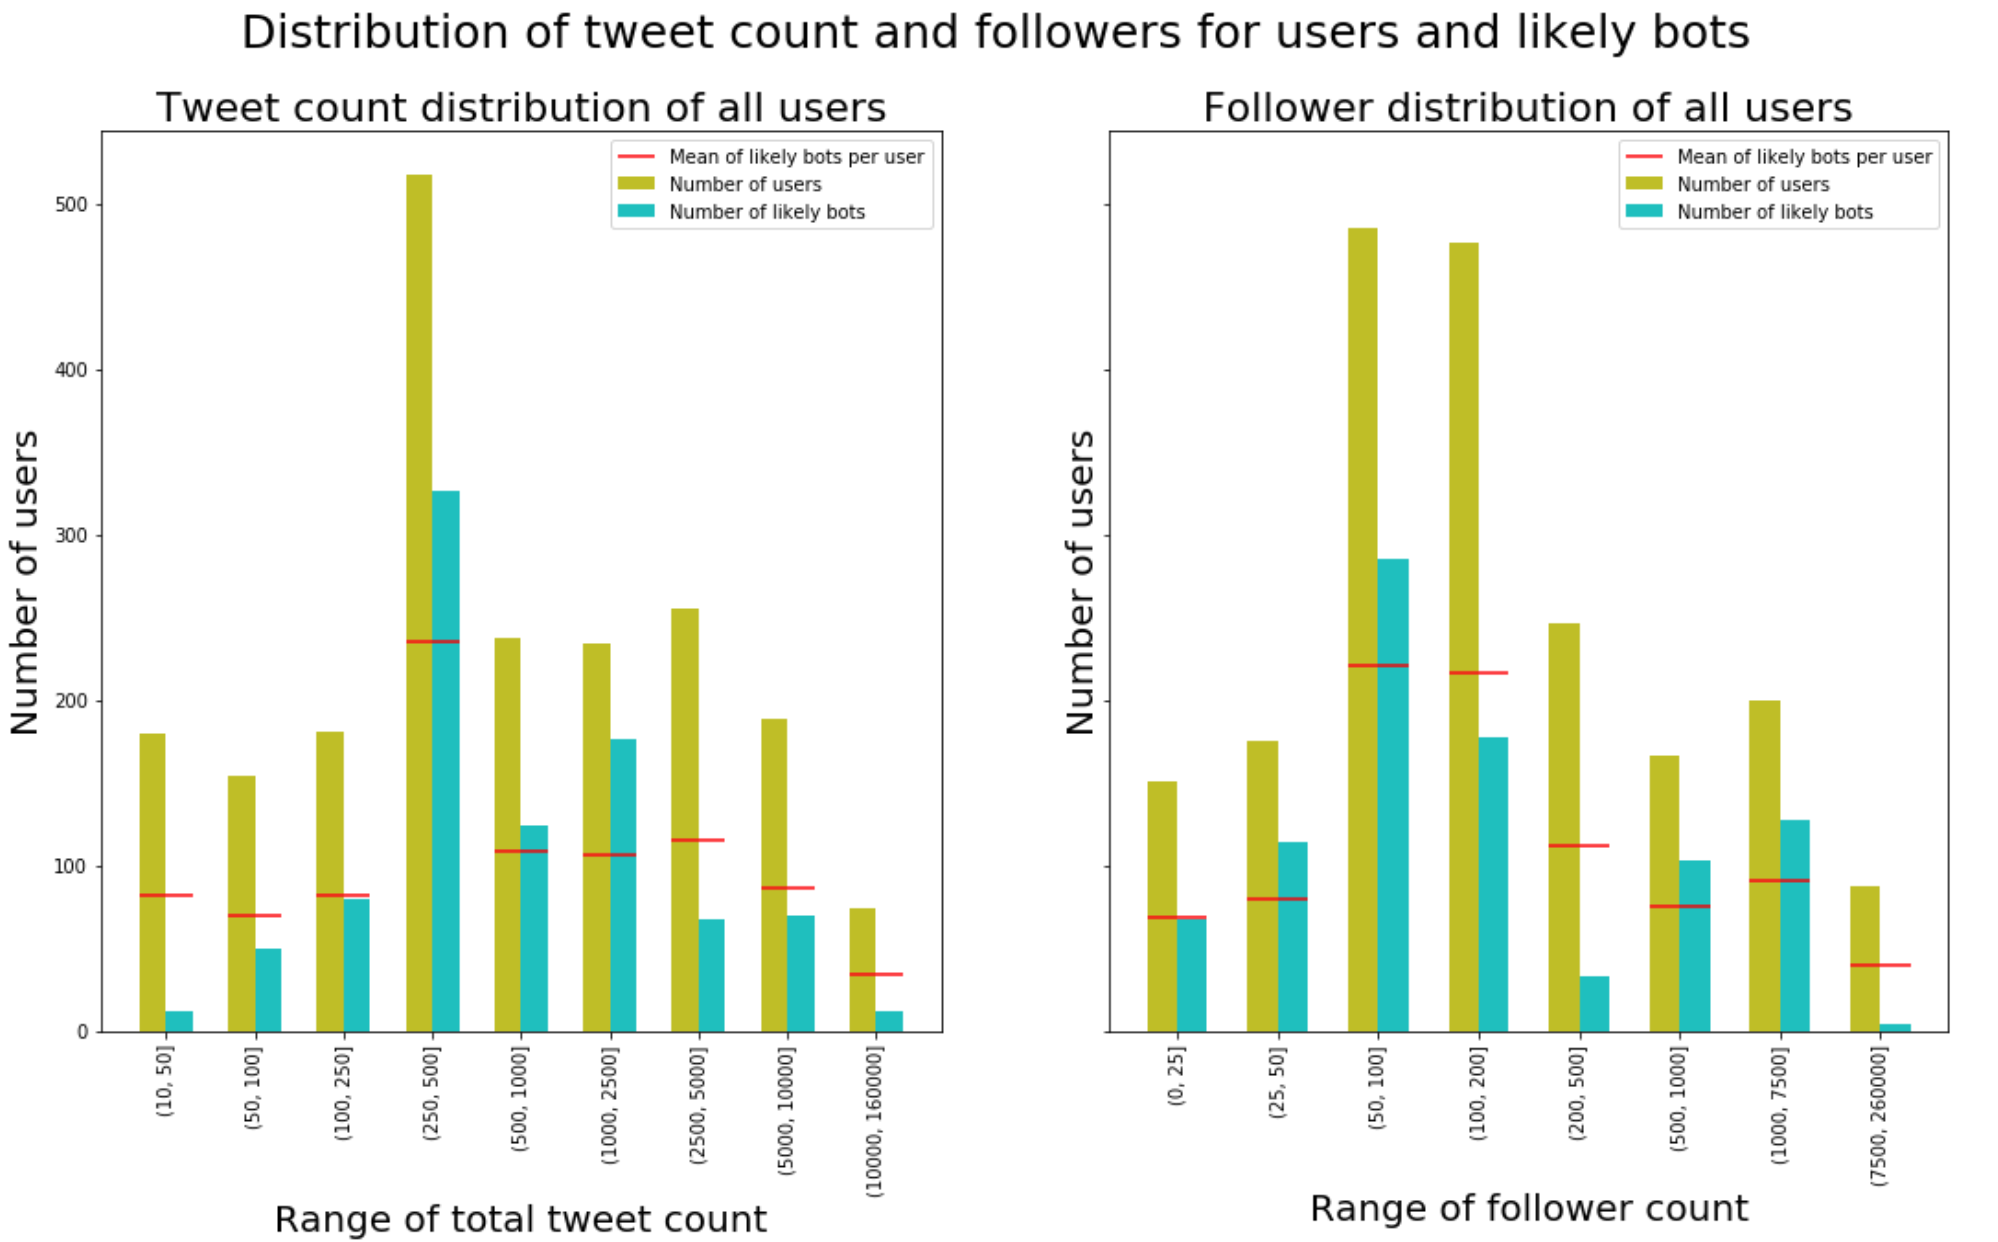 Distribution of tweet count and followers for users and likely bots
Tweet count distribution of all users
Mean of likely bots per user
Number of users
Number of likely bots
Number of users
500
400
300
200
100
0
(10, 50]
(50, 100]
(100, 250]
(250, 500]
(500, 1000]
(1000, 2500]
(2500, 5000]
(5000, 10000]
(10000, 160000]
Range of total tweet count
Follower distribution of all users
Mean of likely bots per user
Number of users
Number of likely bots
Number of users
(0, 25]
(25, 50]
(50, 100]
(100, 200]
(200, 500]
(500, 1000]
(1000, 7500]
(7500, 260000]
Range of follower count